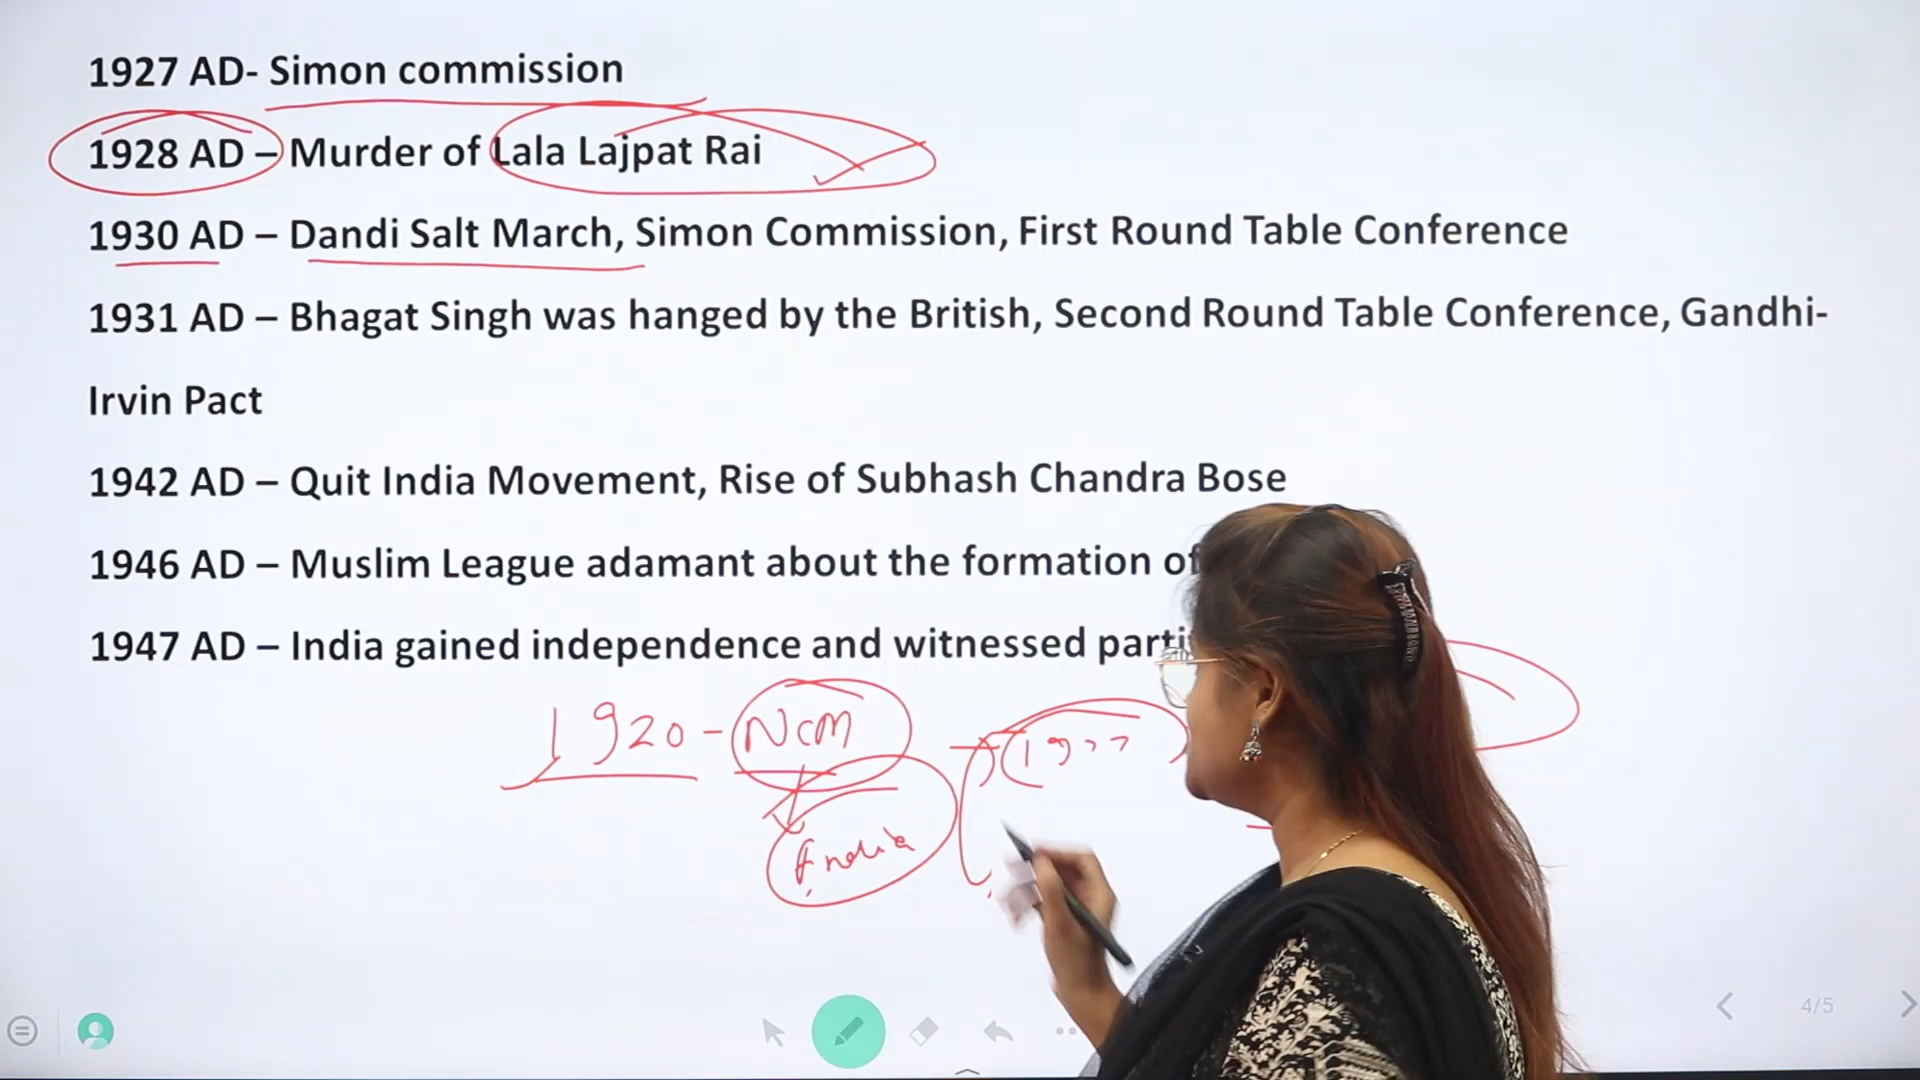 1927 AD- Simon commission
1928 AD – Murder of Lala Lajpat Rai
1930 AD – Dandi Salt March, Simon Commission, First Round Table Conference
1931 AD – Bhagat Singh was hanged by the British, Second Round Table Conference, Gandhi-
Irvin Pact
1942 AD – Quit India Movement, Rise of Subhash Chandra Bose
1946 AD – Muslim League adamant about the formation of
1947 AD – India gained independence and witnessed parti
1920 - NCM
India
4/5